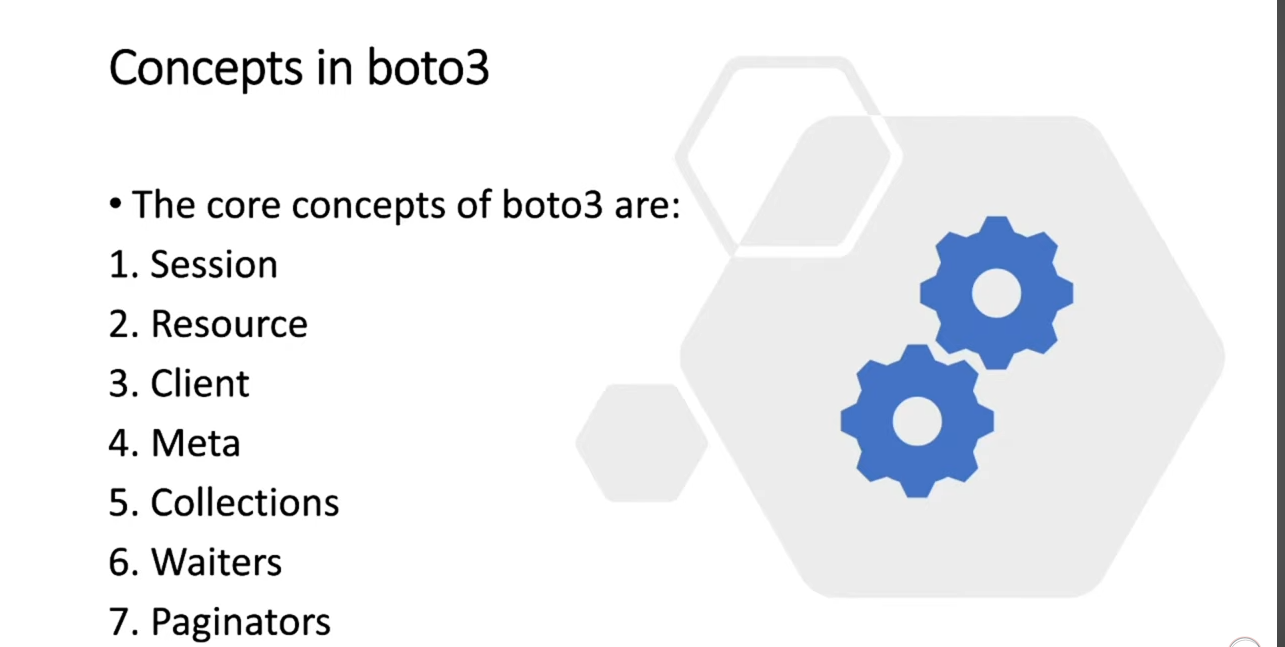 Concepts in boto3
• The core concepts of boto3 are:
1. Session
2. Resource
3. Client
4. Meta
5. Collections
6. Waiters
7. Paginators